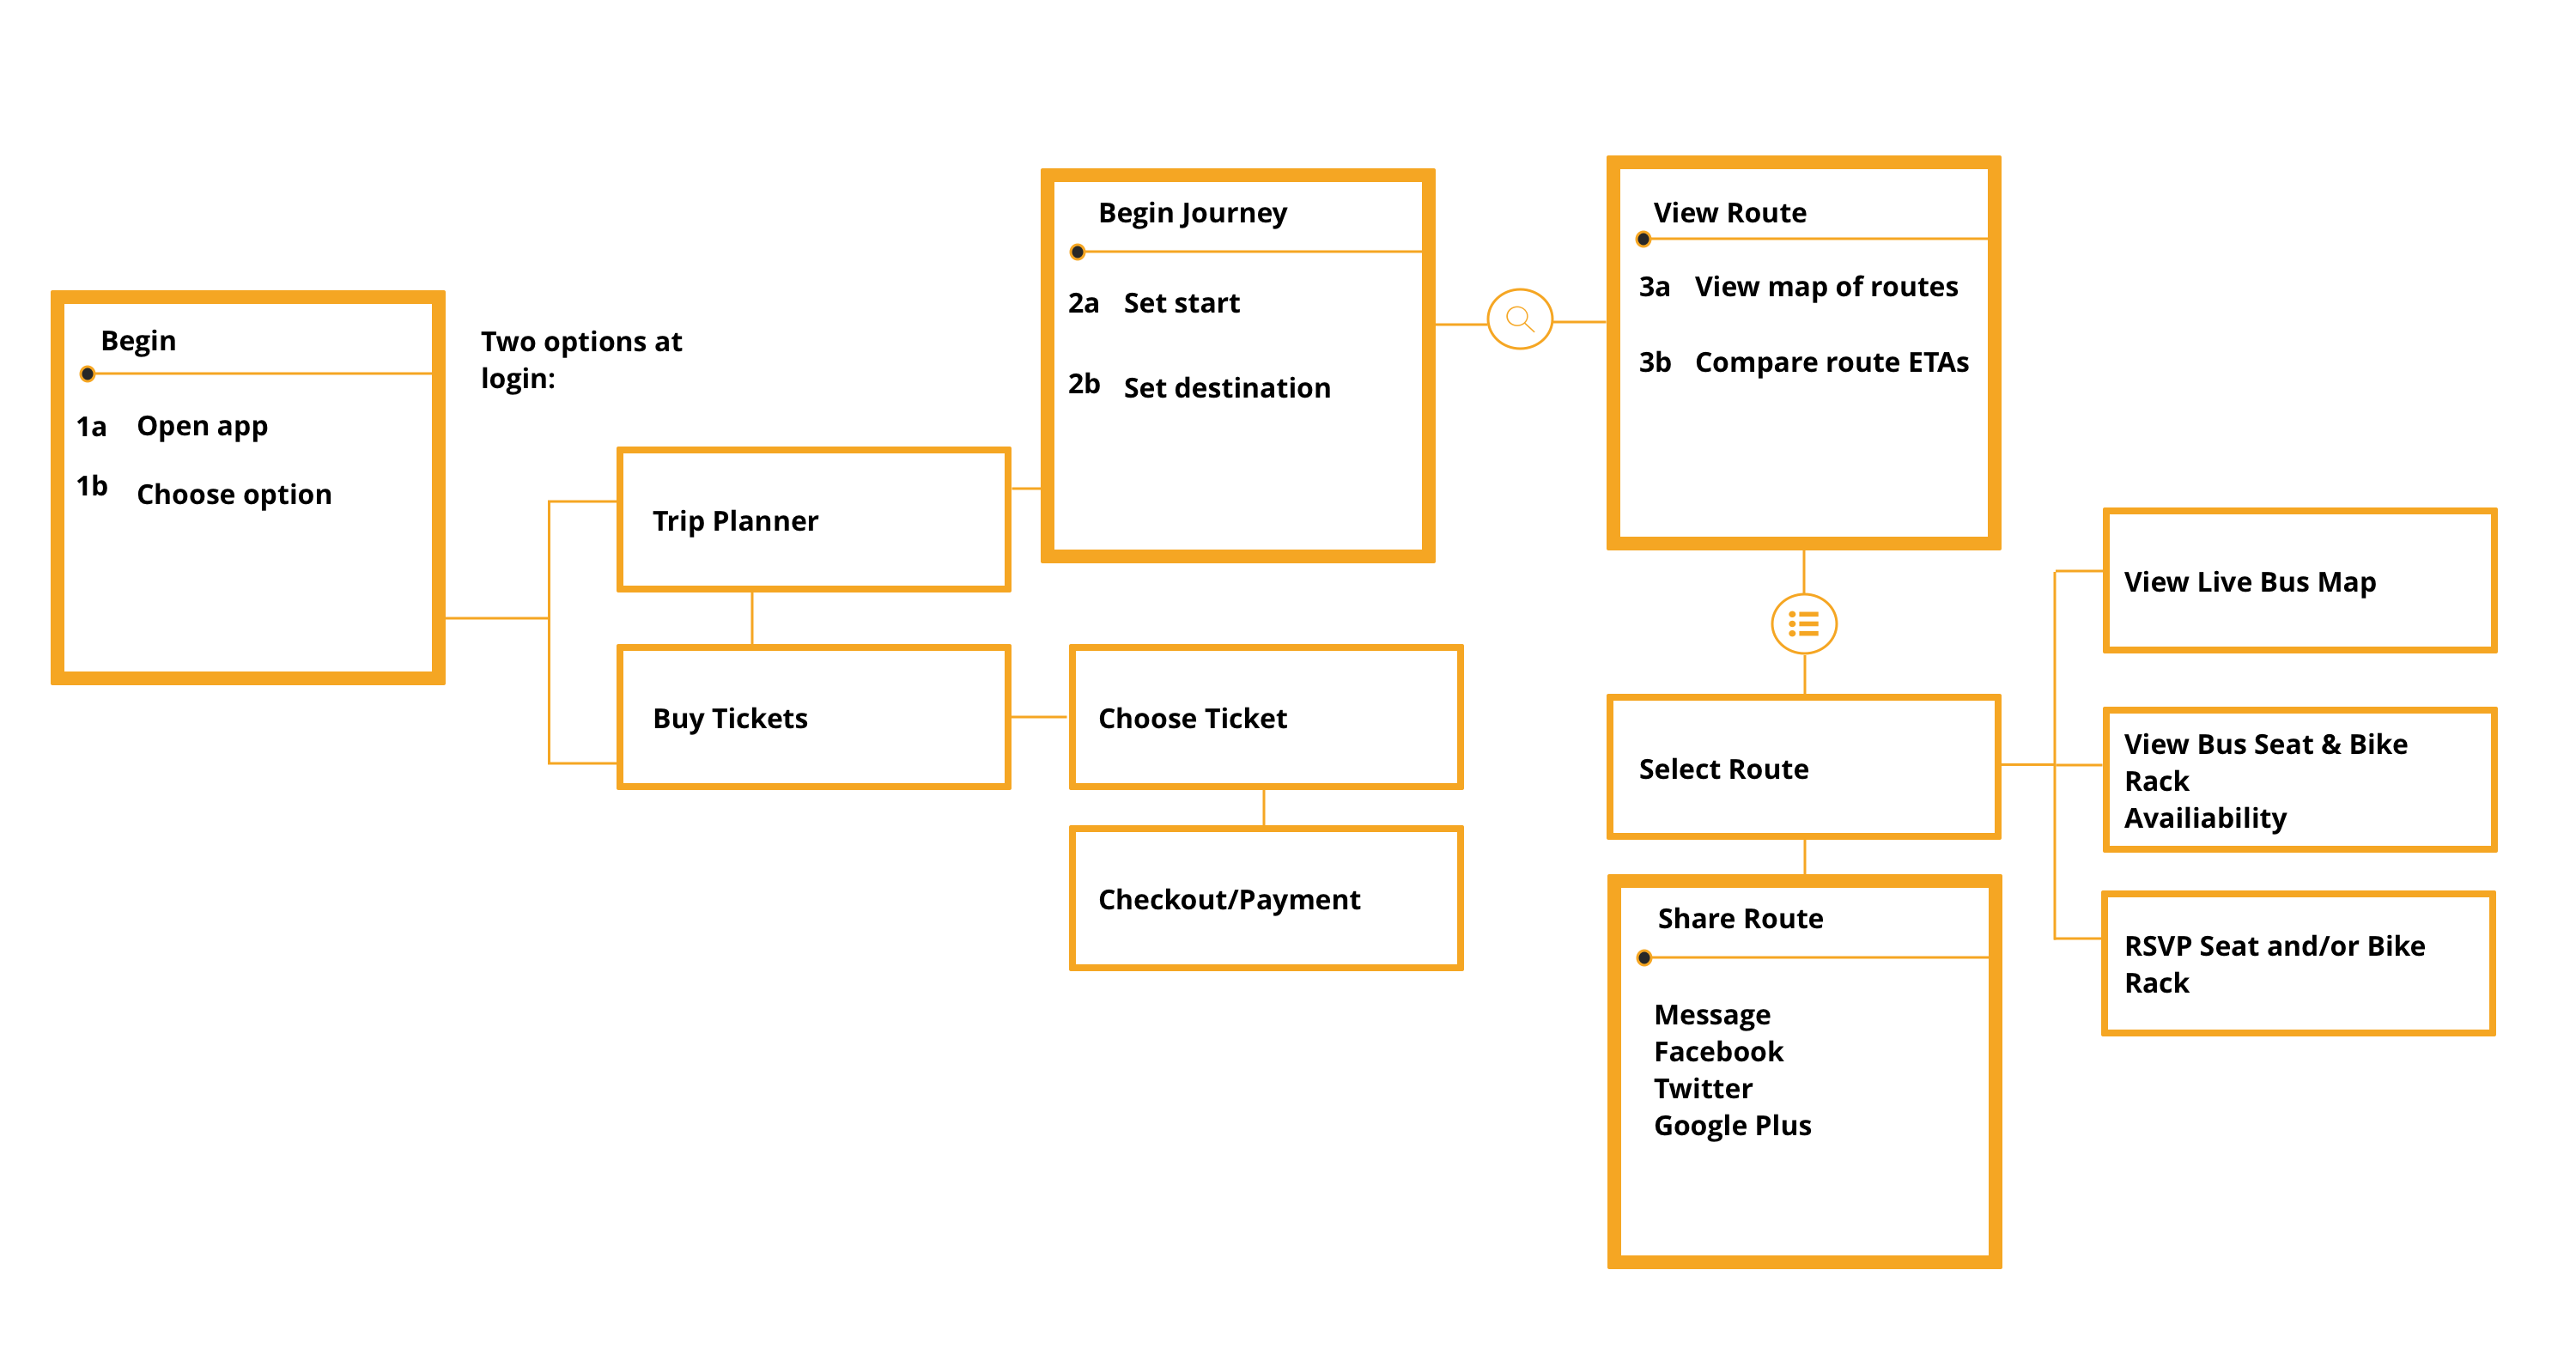 Begin
1a Open app
1b Choose option
Two options at
login:
Trip Planner
Buy Tickets
Begin Journey
2a Set start
2b Set destination
Choose Ticket
Checkout/Payment
View Route
3a View map of routes
3b Compare route ETAs
Select Route
Share Route
Message
Facebook
Twitter
Google Plus
View Live Bus Map
View Bus Seat & Bike
Rack
Availiability
RSVP Seat and/or Bike
Rack